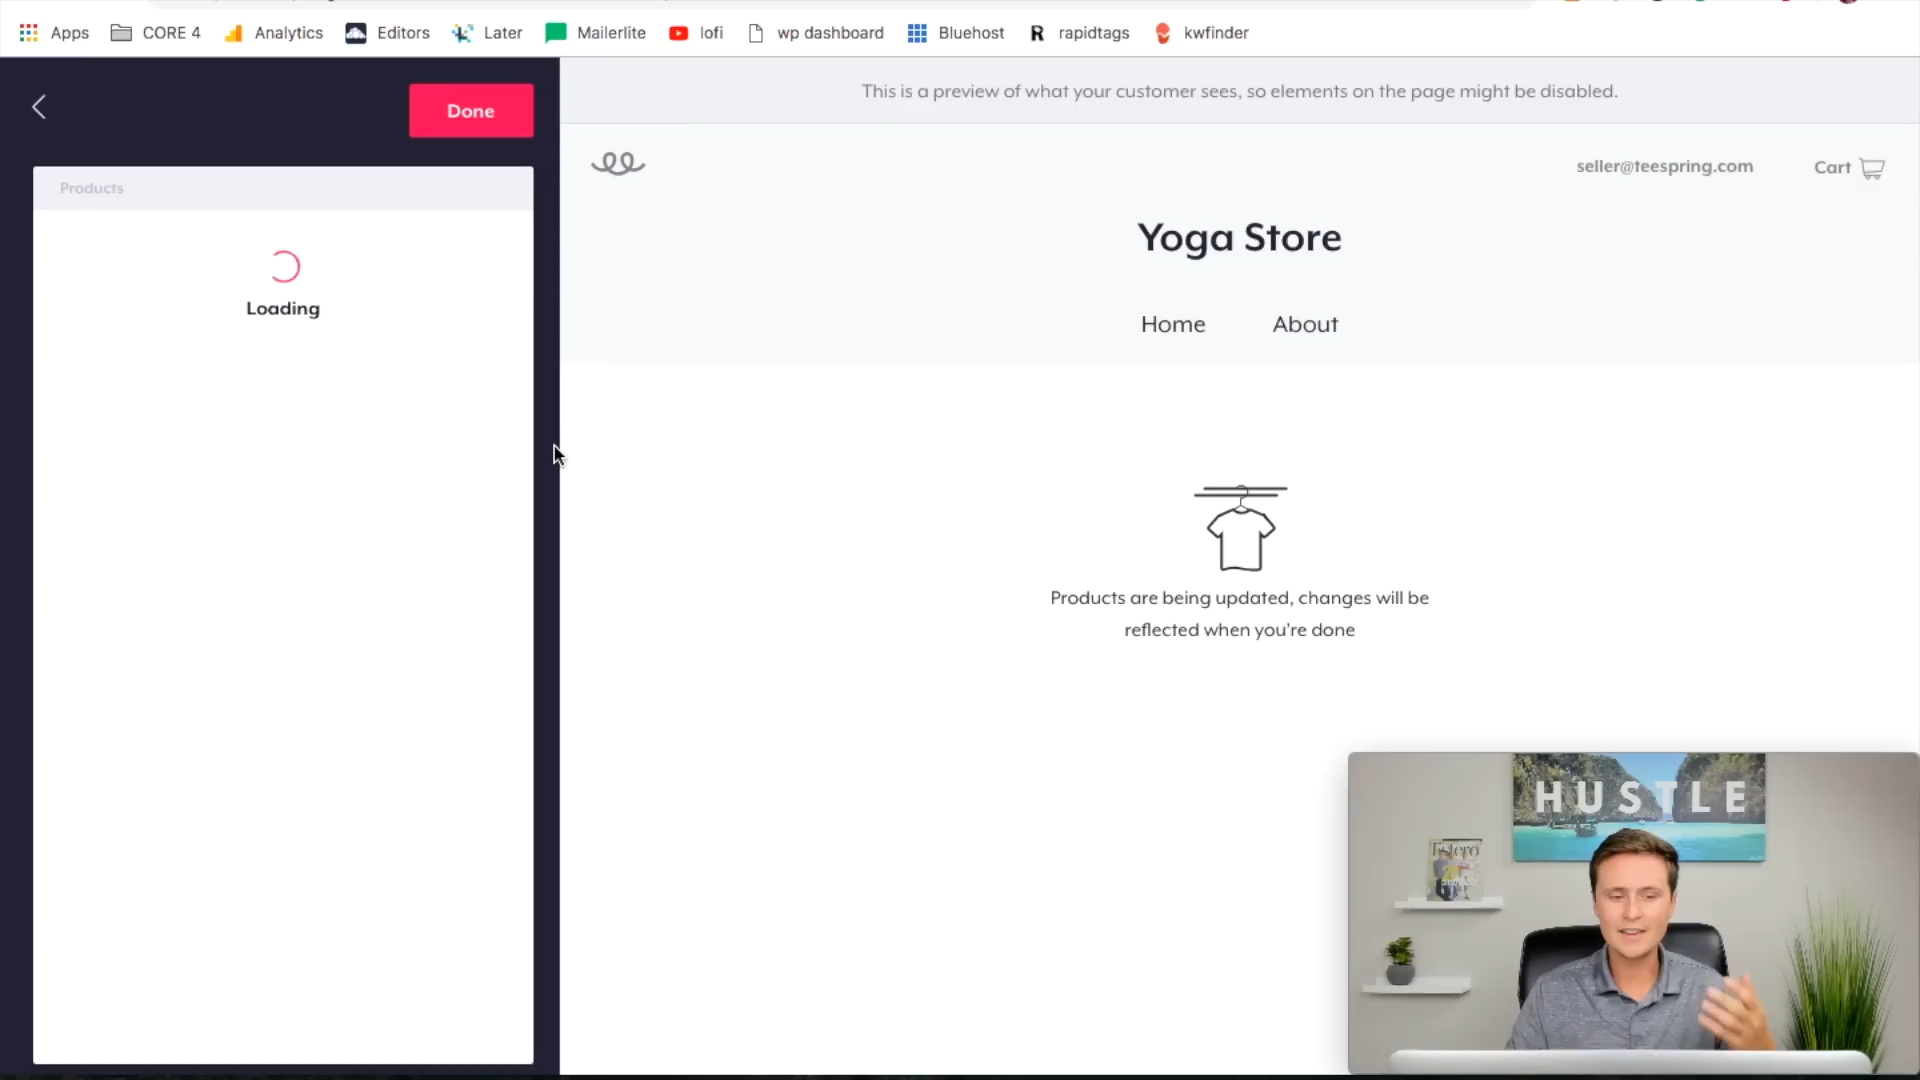 Apps
CORE 4
Analytics
Editors
Later
Mailerlite
lofi
wp dashboard
Bluehost
R
rapidtags
kwfinder
Done
This is a preview of what your customer sees, so elements on the page might be disabled.
seller@teespring.com
Cart
Products
Loading
Yoga Store
Home
About
Products are being updated, changes will be
reflected when you're done
HUSTLE
Estero